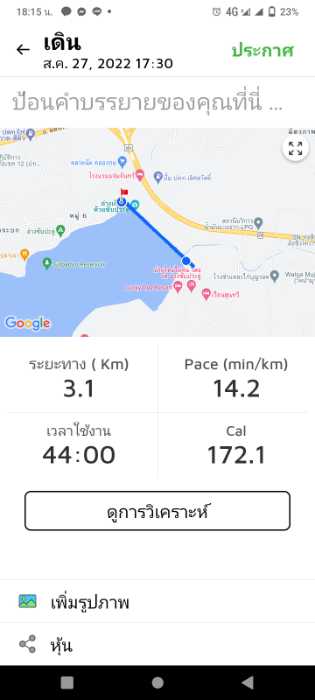 18:15 น.
4G
23%
เดิน
ส.ค. 27, 2022 17:30
ประกาศ
ป้อนคำบรรยายของคุณที่นี่ ...
หมู่ 6
Google
ระยะทาง ( Km)
Pace (min/km)
3.1
14.2
เวลาใช้งาน
Cal
44:00
172.1
ดูการวิเคราะห์
เพิ่มรูปภาพ
หุ้น